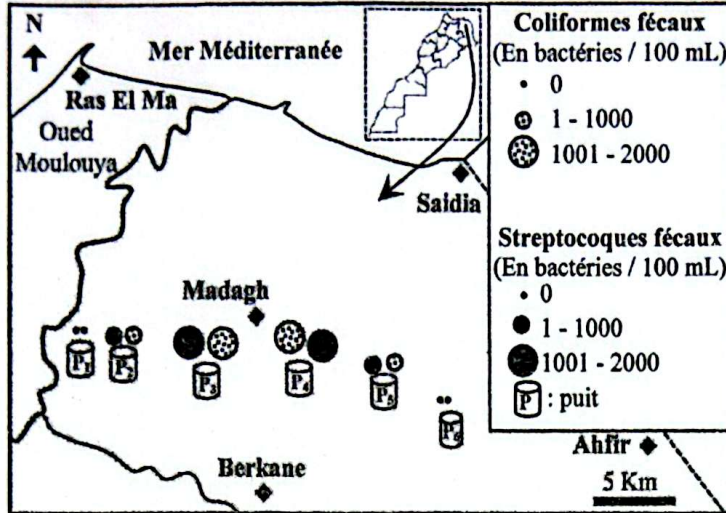 N
Mer Méditerranée
Ras El Ma
Oued
Moulouya
Saidia
Madagh
P1
P2
P3
P4
P5
P6
Berkane
Ahfir
5 Km
Coliformes fécaux
(En bactéries / 100 mL)
0
1 - 1000
1001 - 2000
Streptocoques fécaux
(En bactéries / 100 mL)
0
1 - 1000
1001 - 2000
P : puit